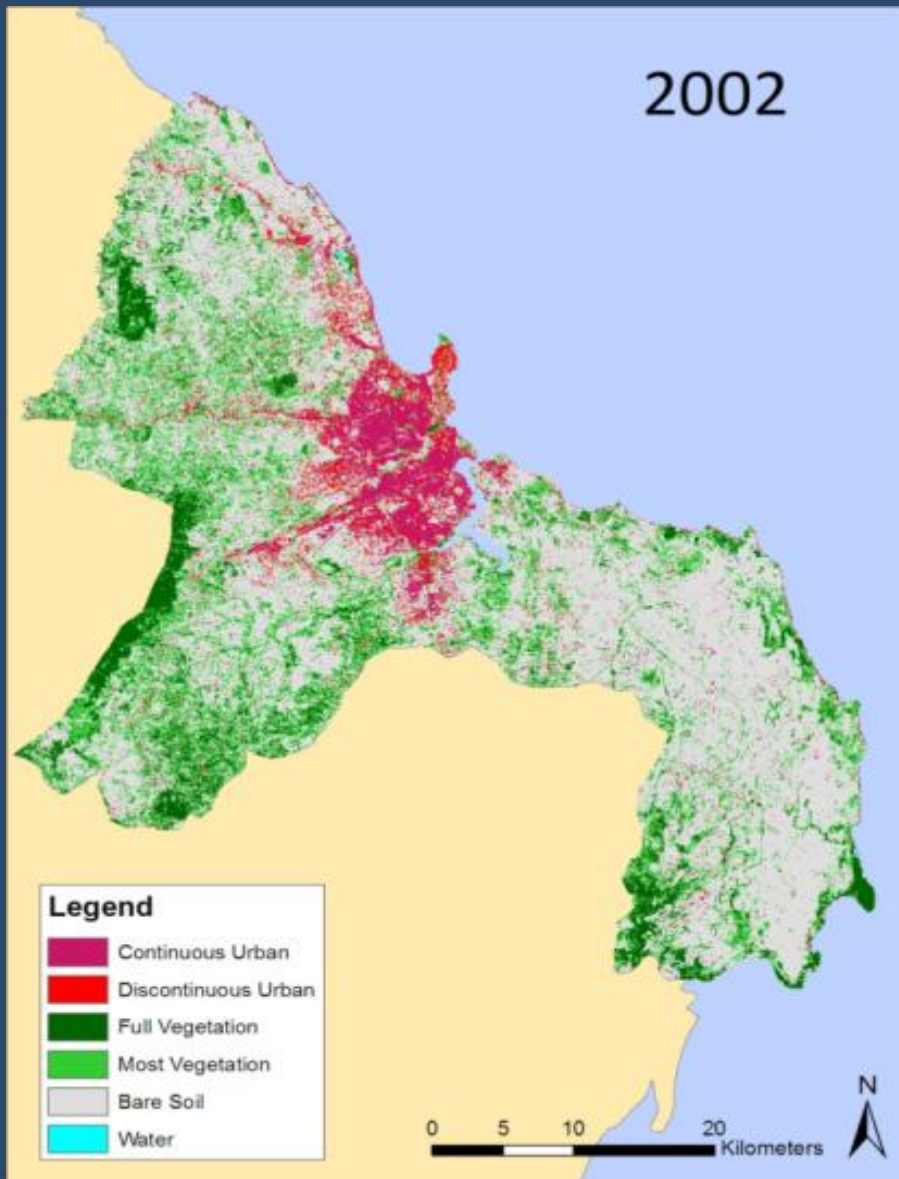 2002
Legend
Continuous Urban
Discontinuous Urban
Full Vegetation
Most Vegetation
Bare Soil
Water
0 5 10 20
Kilometers
N